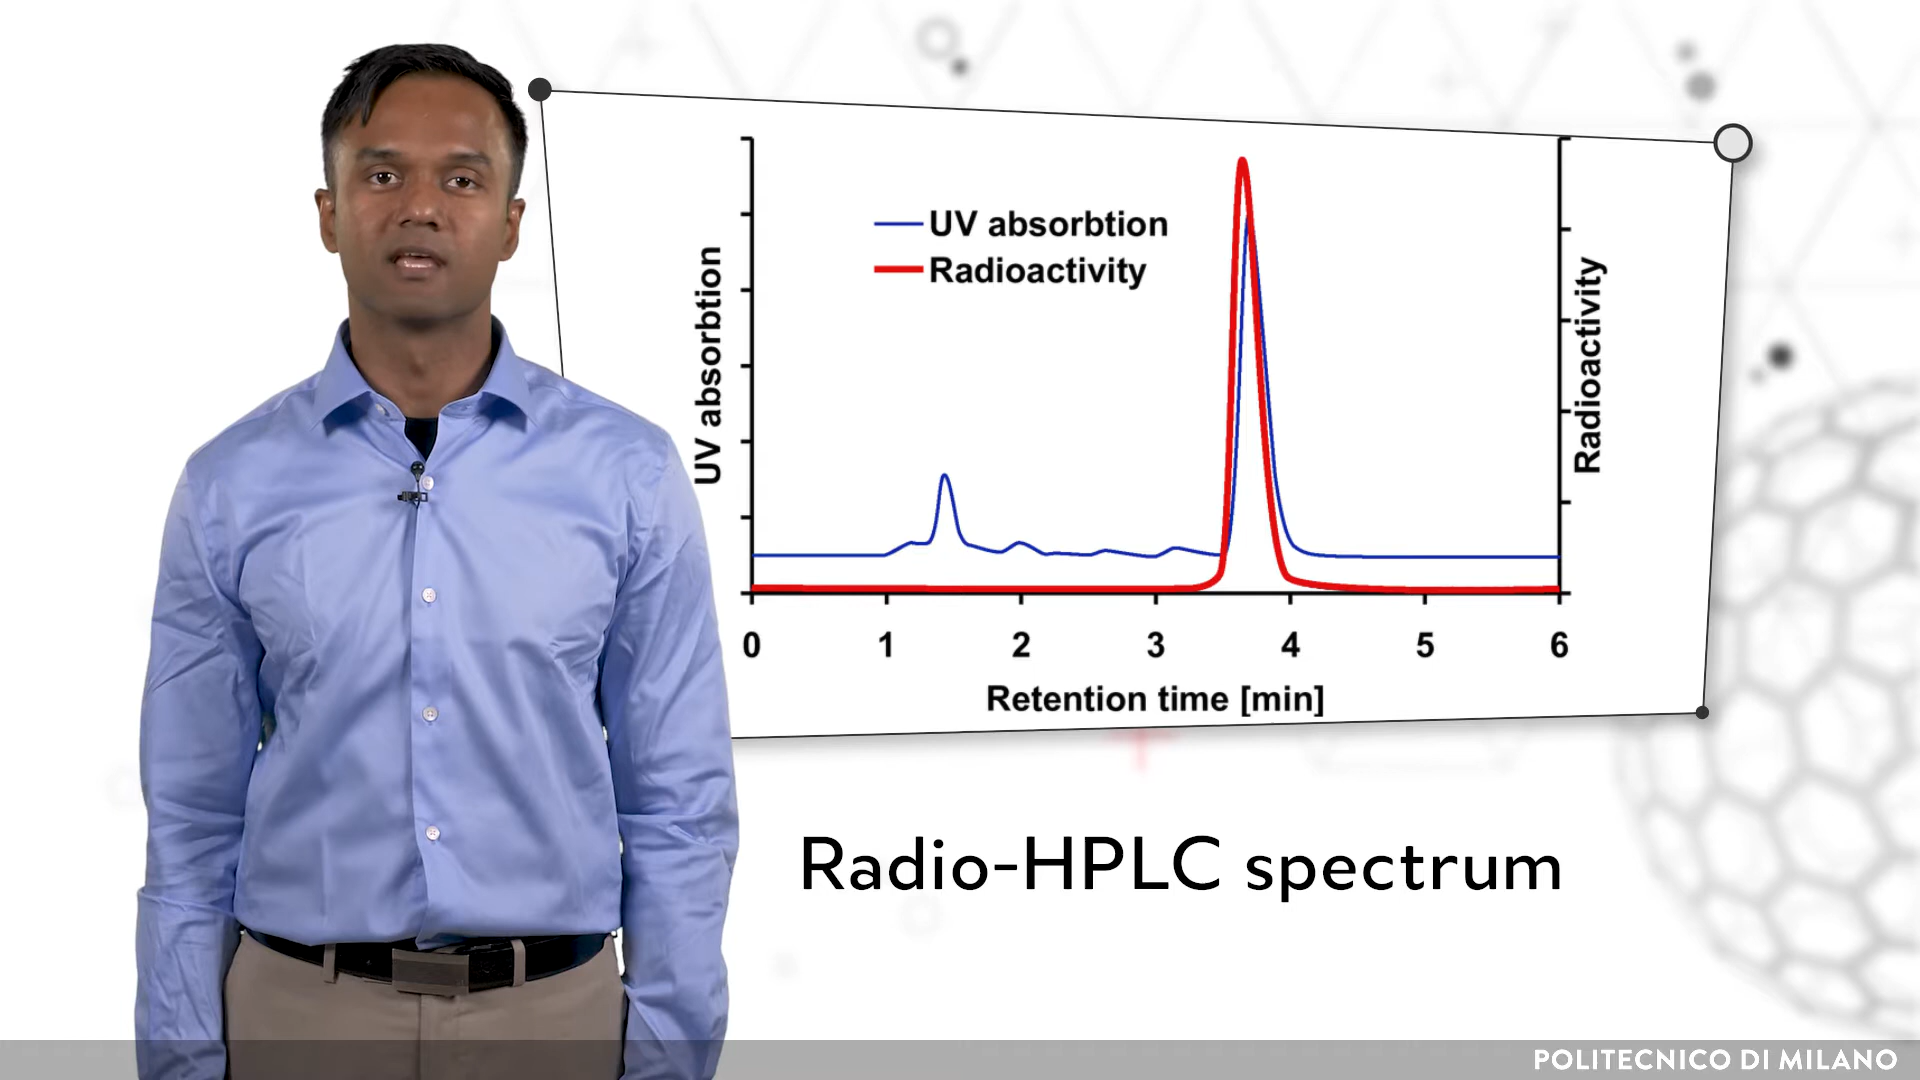 UV absorbtion
Radioactivity
UV absorbtion
Radioactivity
0 1 2 3 4 5 6
Retention time [min]
Radio-HPLC spectrum
POLITECNICO DI MILANO